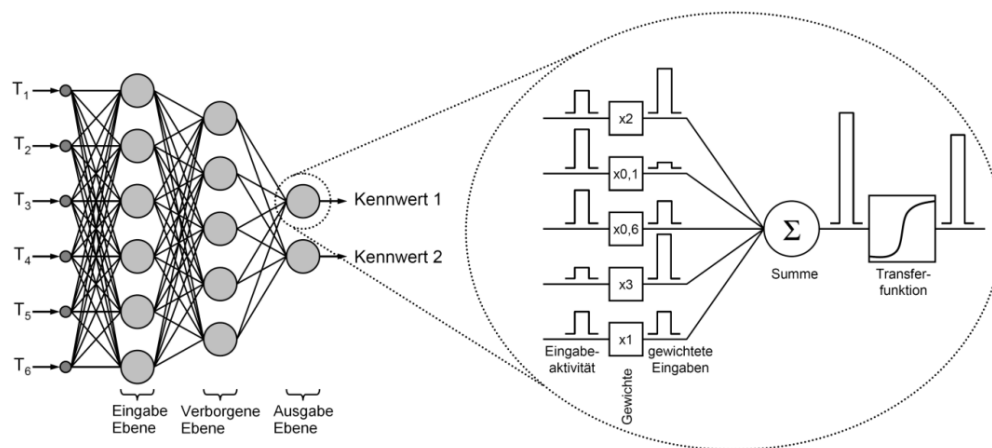 T1
T2
T3
T4
T5
T6
Kennwert 1
Kennwert 2
Eingabe
Ebene
Verborgene
Ebene
Ausgabe
Ebene
x2
x0,1
x0,6
x3
x1
Eingabe-
aktivität
Gewichte
gewichtete
Eingaben
Σ
Summe
Transfer-
funktion